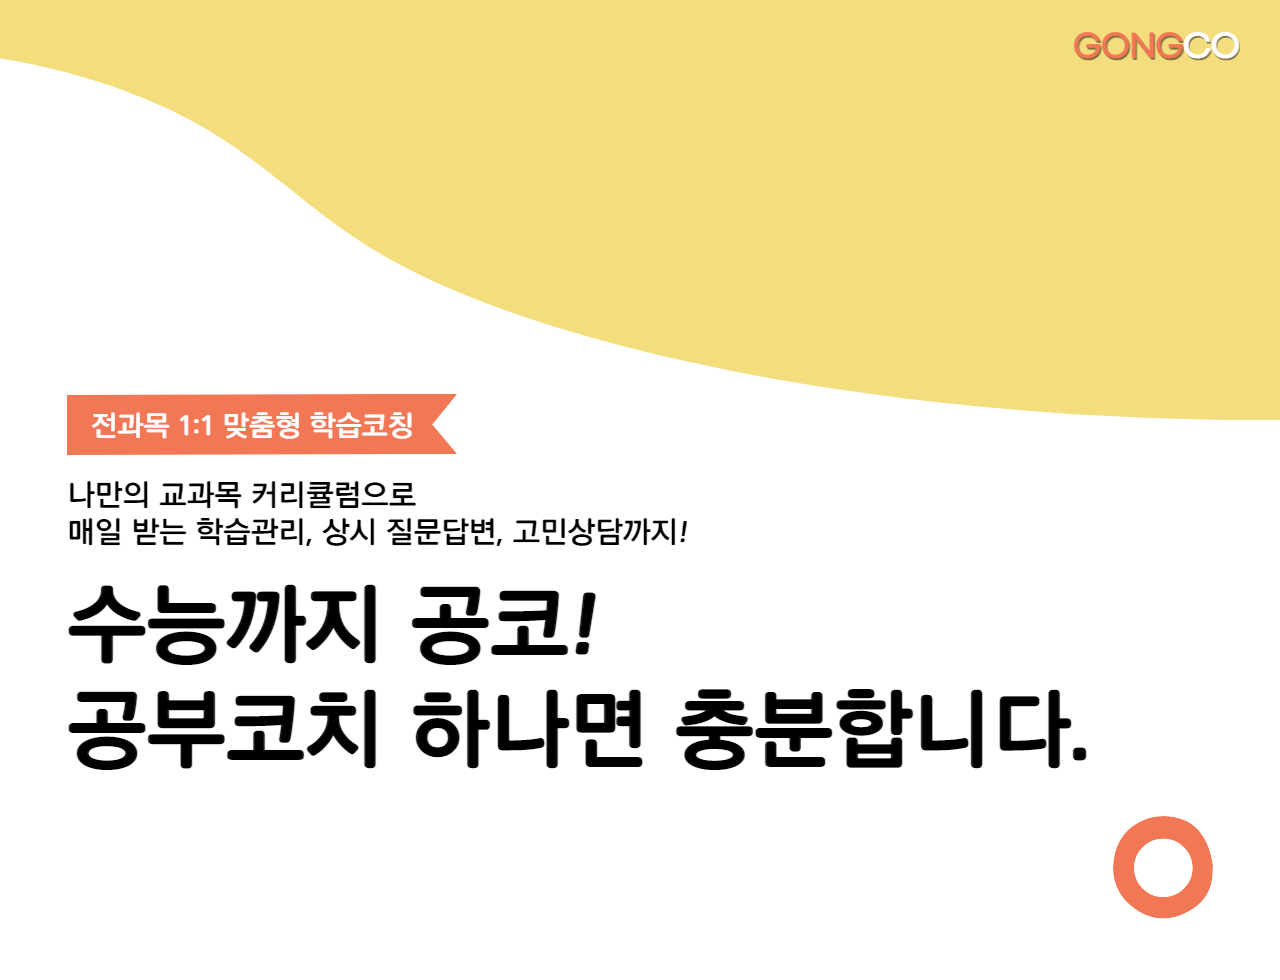 GONGCO
전과목 1:1 맞춤형 학습코칭
나만의 교과목 커리큘럼으로
매일 받는 학습관리, 상시 질문답변, 고민상담까지!
수능까지 공코!
공부코치 하나면 충분합니다.